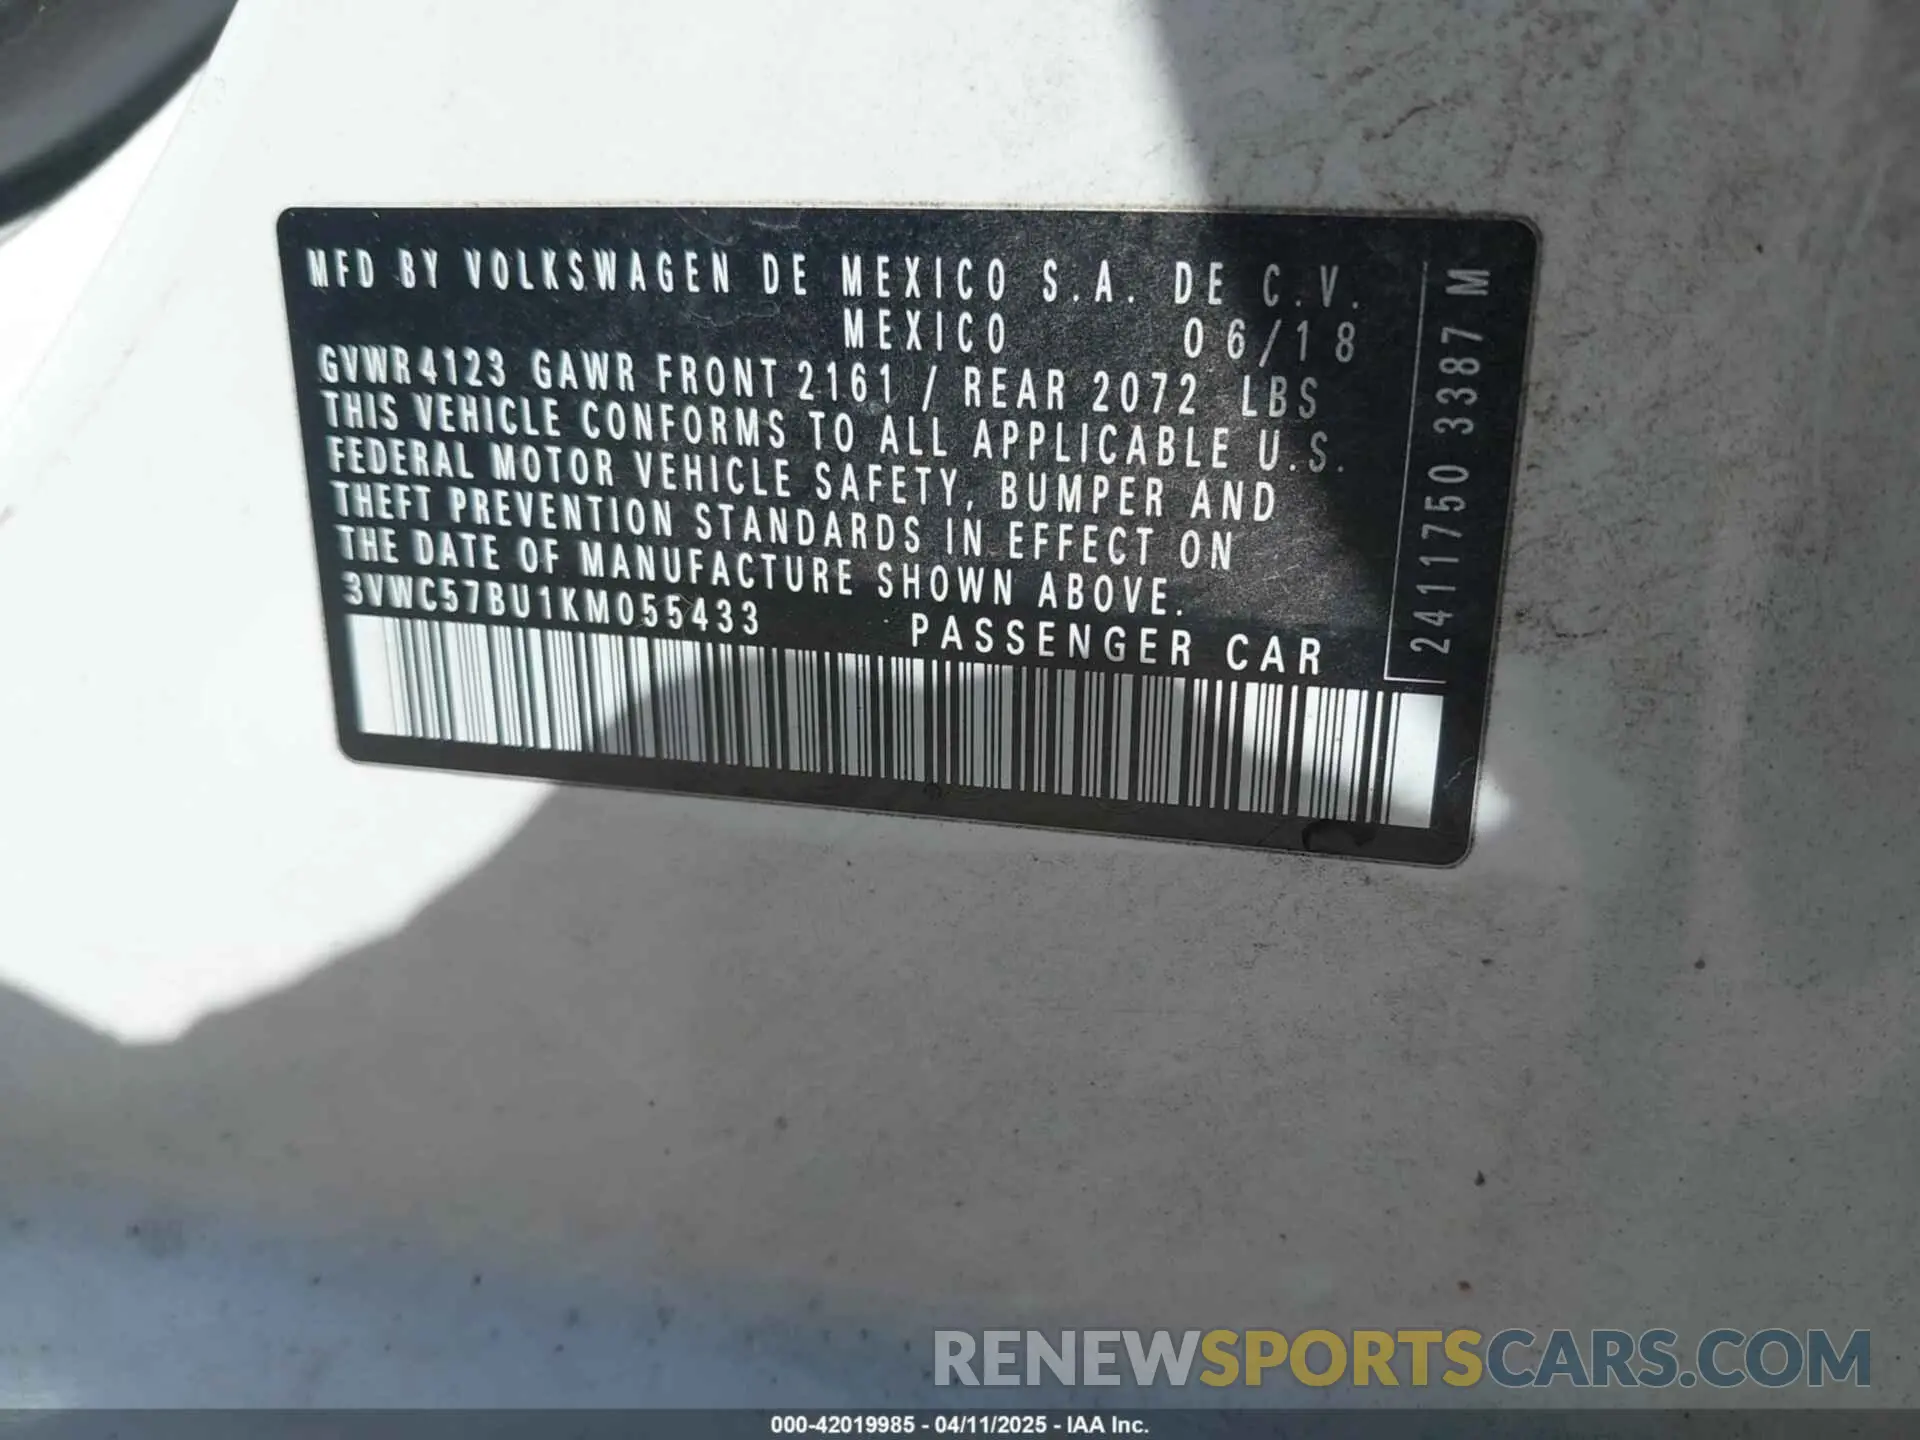 MFD BY VOLKSWAGEN DE MEXICO S.A. DE C.V.
MEXICO 06/18
GVWR 4123 GAWR FRONT 2161 / REAR 2072 LBS
THIS VEHICLE CONFORMS TO ALL APPLICABLE U.S.
FEDERAL MOTOR VEHICLE SAFETY, BUMPER AND
THEFT PREVENTION STANDARDS IN EFFECT ON
THE DATE OF MANUFACTURE SHOWN ABOVE.
3VWC57BU1KM055433 PASSENGER CAR
2411750 3387 M
RENEWSPORTSCARS.COM
000-42019985 - 04/11/2025 - IAA Inc.